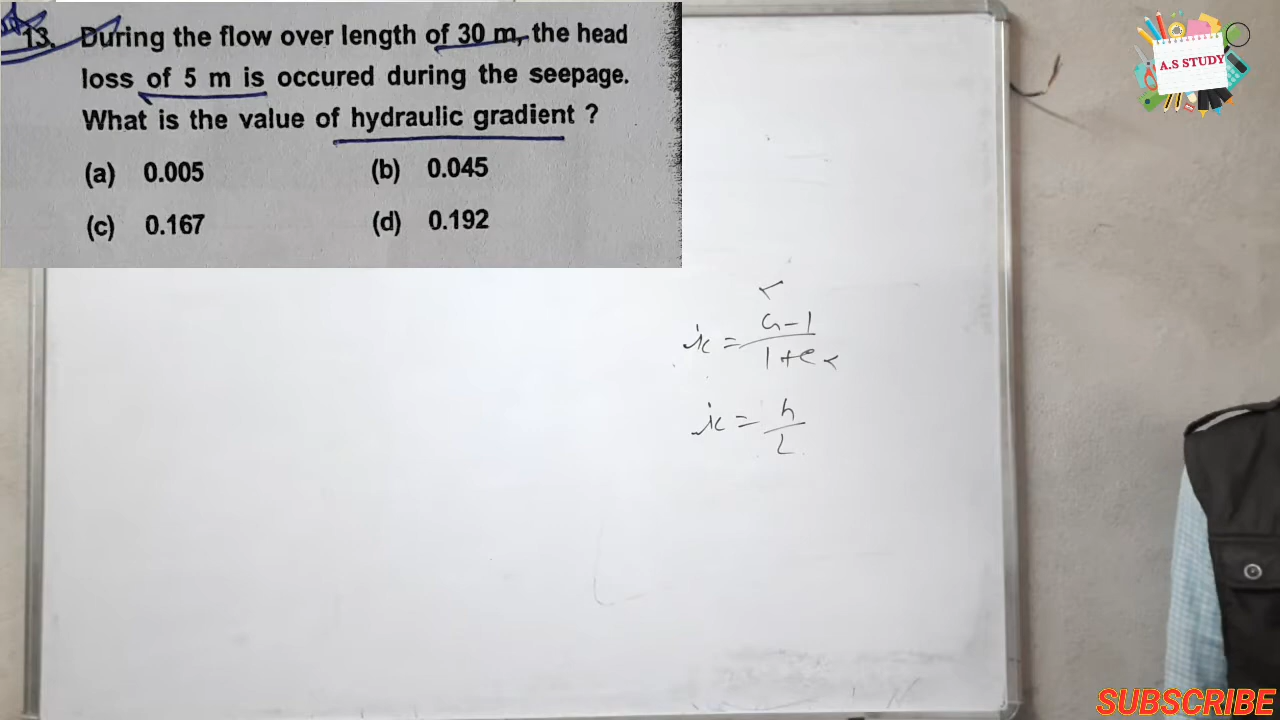 13. During the flow over length of 30 m, the head
loss of 5 m is occured during the seepage.
What is the value of hydraulic gradient ?
(a) 0.005 (b) 0.045
(c) 0.167 (d) 0.192
A.S STUDY
ic = G-1
1+e
ic = h
L
SUBSCRIBE